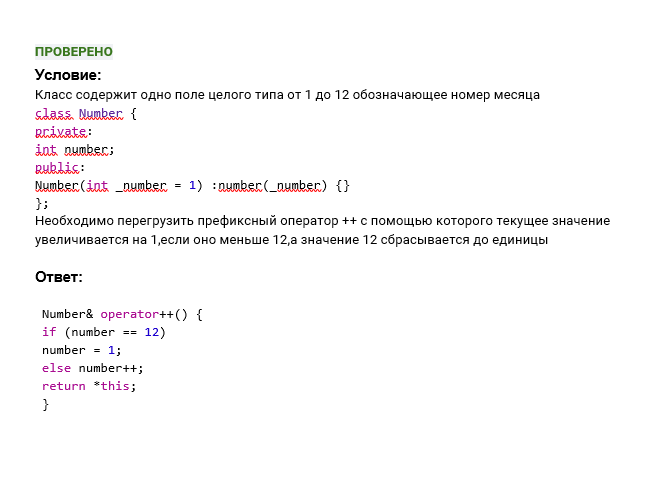 ПРОВЕРЕНО
Условие:
Класс содержит одно поле целого типа от 1 до 12 обозначающее номер месяца
class Number {
private:
int number;
public:
Number(int _number = 1) :number(_number) {}
};
Необходимо перегрузить префиксный оператор ++ с помощью которого текущее значение
увеличивается на 1,если оно меньше 12,а значение 12 сбрасывается до единицы
Ответ:
Number& operator++() {
if (number == 12)
number = 1;
else number++;
return *this;
}